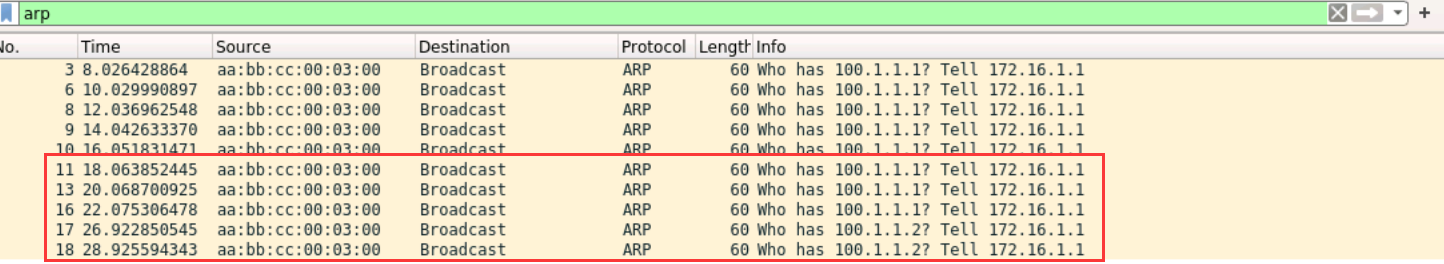 arp
No. Time Source Destination Protocol Length Info
3 8.026428864 aa:bb:cc:00:03:00 Broadcast ARP 60 Who has 100.1.1.1? Tell 172.16.1.1
6 10.029990897 aa:bb:cc:00:03:00 Broadcast ARP 60 Who has 100.1.1.1? Tell 172.16.1.1
8 12.036962548 aa:bb:cc:00:03:00 Broadcast ARP 60 Who has 100.1.1.1? Tell 172.16.1.1
9 14.042633370 aa:bb:cc:00:03:00 Broadcast ARP 60 Who has 100.1.1.1? Tell 172.16.1.1
10 16.051831471 aa:bb:cc:00:03:00 Broadcast ARP 60 Who has 100.1.1.1? Tell 172.16.1.1
11 18.063852445 aa:bb:cc:00:03:00 Broadcast ARP 60 Who has 100.1.1.1? Tell 172.16.1.1
13 20.068700925 aa:bb:cc:00:03:00 Broadcast ARP 60 Who has 100.1.1.1? Tell 172.16.1.1
16 22.075306478 aa:bb:cc:00:03:00 Broadcast ARP 60 Who has 100.1.1.1? Tell 172.16.1.1
17 26.922850545 aa:bb:cc:00:03:00 Broadcast ARP 60 Who has 100.1.1.2? Tell 172.16.1.1
18 28.925594343 aa:bb:cc:00:03:00 Broadcast ARP 60 Who has 100.1.1.2? Tell 172.16.1.1